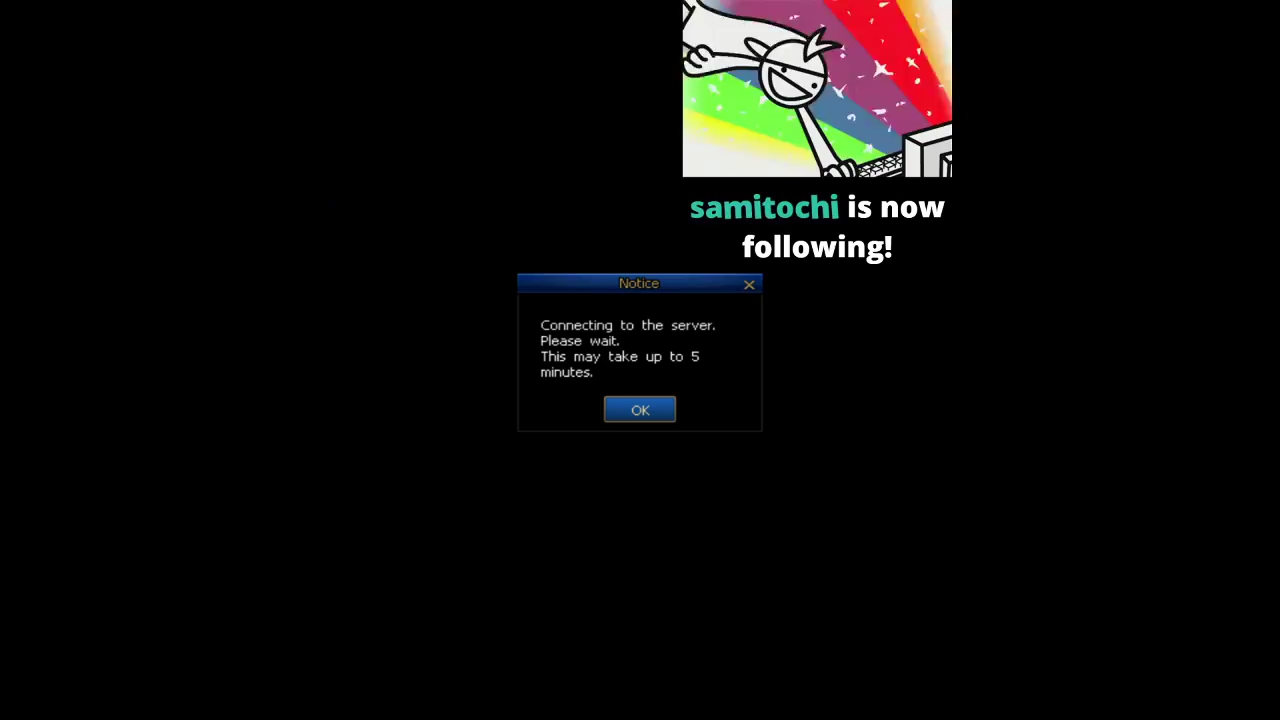 samitochi is now
following!
Notice
Connecting to the server.
Please wait.
This may take up to 5
minutes.
OK